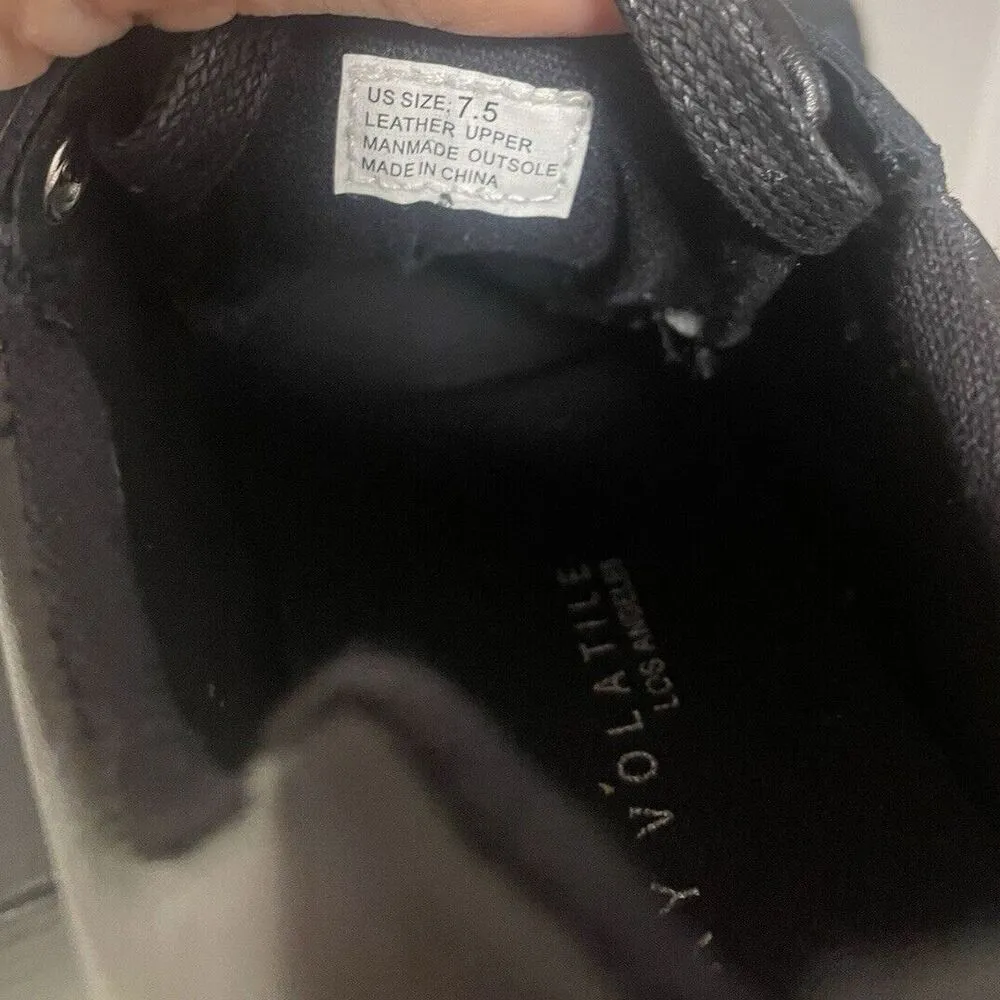 US SIZE: 7.5
LEATHER UPPER
MANMADE OUTSOLE
MADE IN CHINA
Y VOLATILE
LOS ANGELES